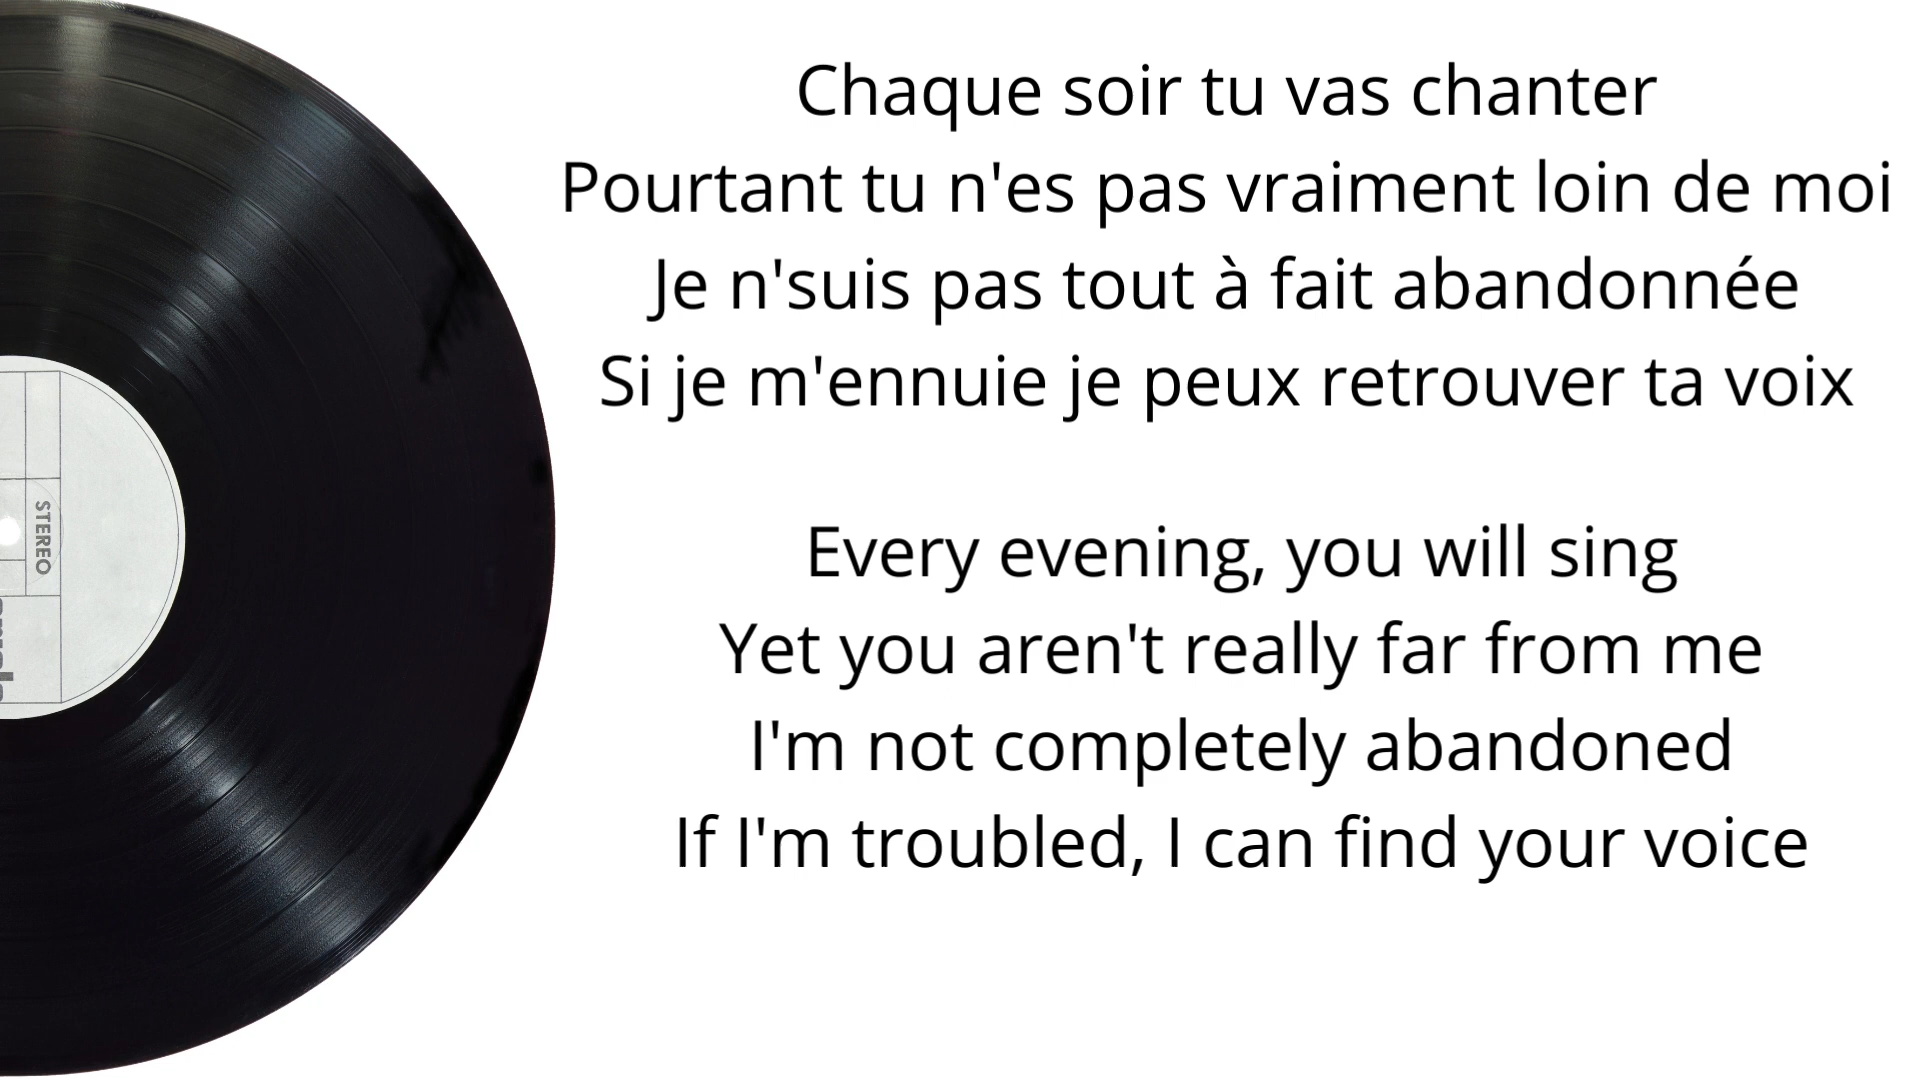 Chaque soir tu vas chanter
Pourtant tu n'es pas vraiment loin de moi
Je n'suis pas tout à fait abandonnée
Si je m'ennuie je peux retrouver ta voix
Every evening, you will sing
Yet you aren't really far from me
I'm not completely abandoned
If I'm troubled, I can find your voice
STEREO